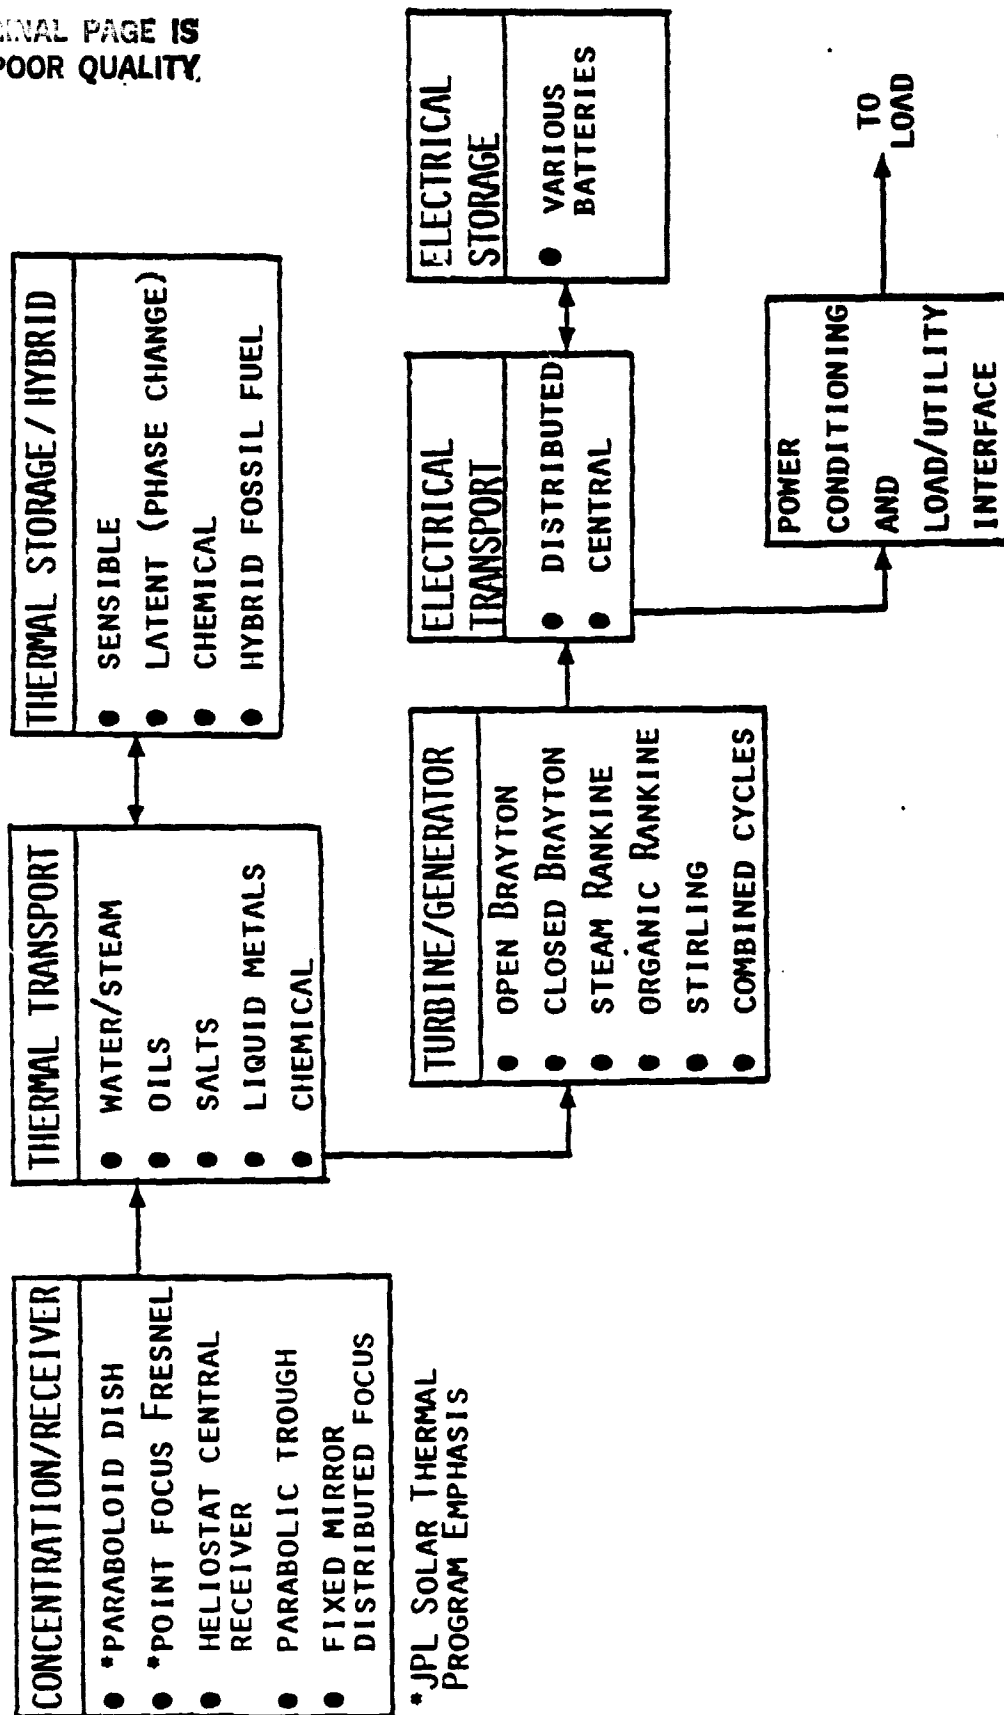 PAGE IS
POOR QUALITY
CONCENTRATION/RECEIVER
● *PARABOLOID DISH
● *POINT FOCUS FRESNEL
● HELIOSTAT CENTRAL
RECEIVER
● PARABOLIC TROUGH
● FIXED MIRROR
DISTRIBUTED FOCUS
*JPL SOLAR THERMAL
PROGRAM EMPHASIS
THERMAL TRANSPORT
● WATER/STEAM
● OILS
● SALTS
● LIQUID METALS
● CHEMICAL
THERMAL STORAGE/HYBRID
● SENSIBLE
● LATENT (PHASE CHANGE)
● CHEMICAL
● HYBRID FOSSIL FUEL
TURBINE/GENERATOR
● OPEN BRAYTON
● CLOSED BRAYTON
● STEAM RANKINE
● ORGANIC RANKINE
● STIRLING
● COMBINED CYCLES
ELECTRICAL
TRANSPORT
● DISTRIBUTED
● CENTRAL
ELECTRICAL
STORAGE
● VARIOUS
BATTERIES
POWER
CONDITIONING
AND
LOAD/UTILITY
INTERFACE
TO
LOAD